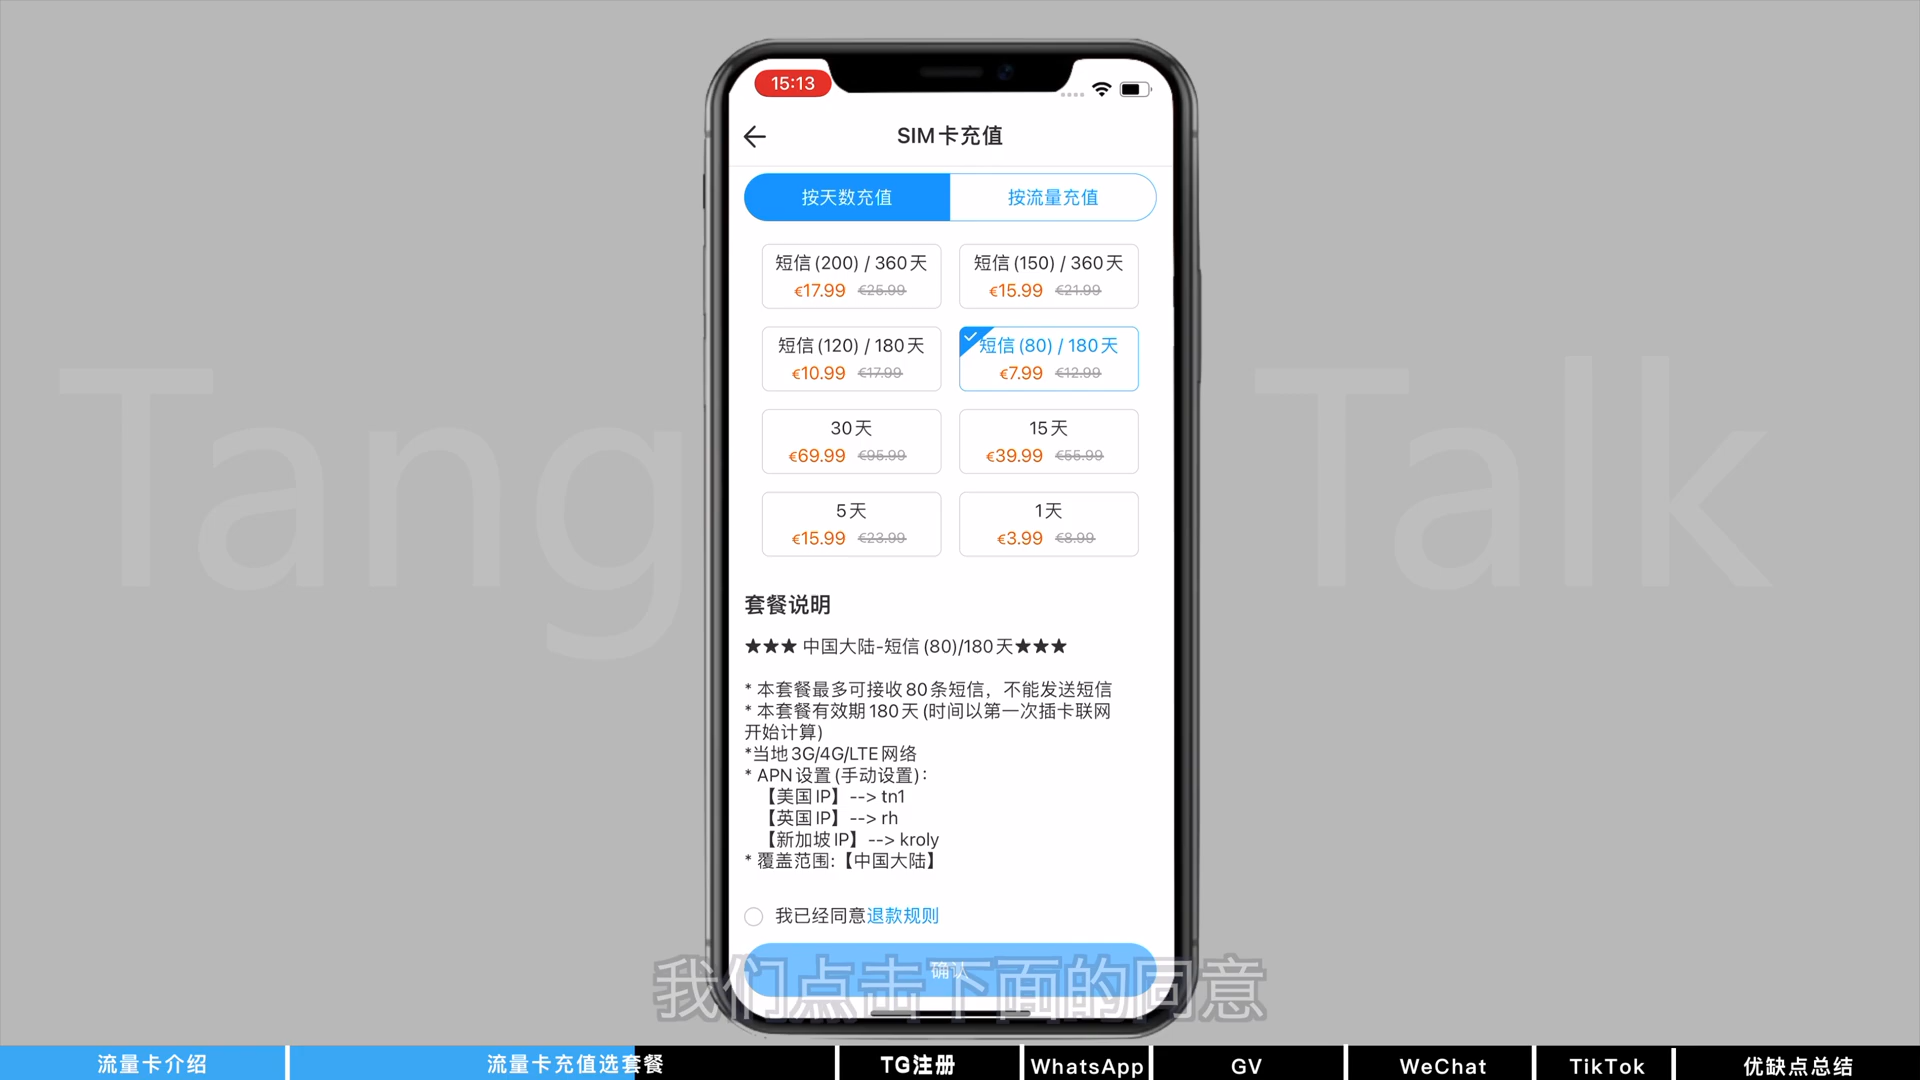 15:13
SIM卡充值
按天数充值
按流量充值
短信(200) / 360天
€17.99 €25.99
短信(150) / 360天
€15.99 €21.99
短信(120) / 180天
€10.99 €17.99
短信(80) / 180天
€7.99 €12.99
30天
€69.99 €95.99
15天
€39.99 €55.99
5天
€15.99 €23.99
1天
€3.99 €8.99
Tang
Talk
套餐说明
★★★ 中国大陆-短信(80)/180天★★★
* 本套餐最多可接收80条短信，不能发送短信
* 本套餐有效期180天(时间以第一次插卡联网
开始计算)
*当地3G/4G/LTE网络
* APN设置(手动设置)：
【美国IP】--> tn1
【英国IP】--> rh
【新加坡IP】--> kroly
* 覆盖范围:【中国大陆】
我已经同意退款规则
确认
我们点击下面的同意
流量卡介绍
流量卡充值选套餐
TG注册
WhatsApp
GV
WeChat
TikTok
优缺点总结